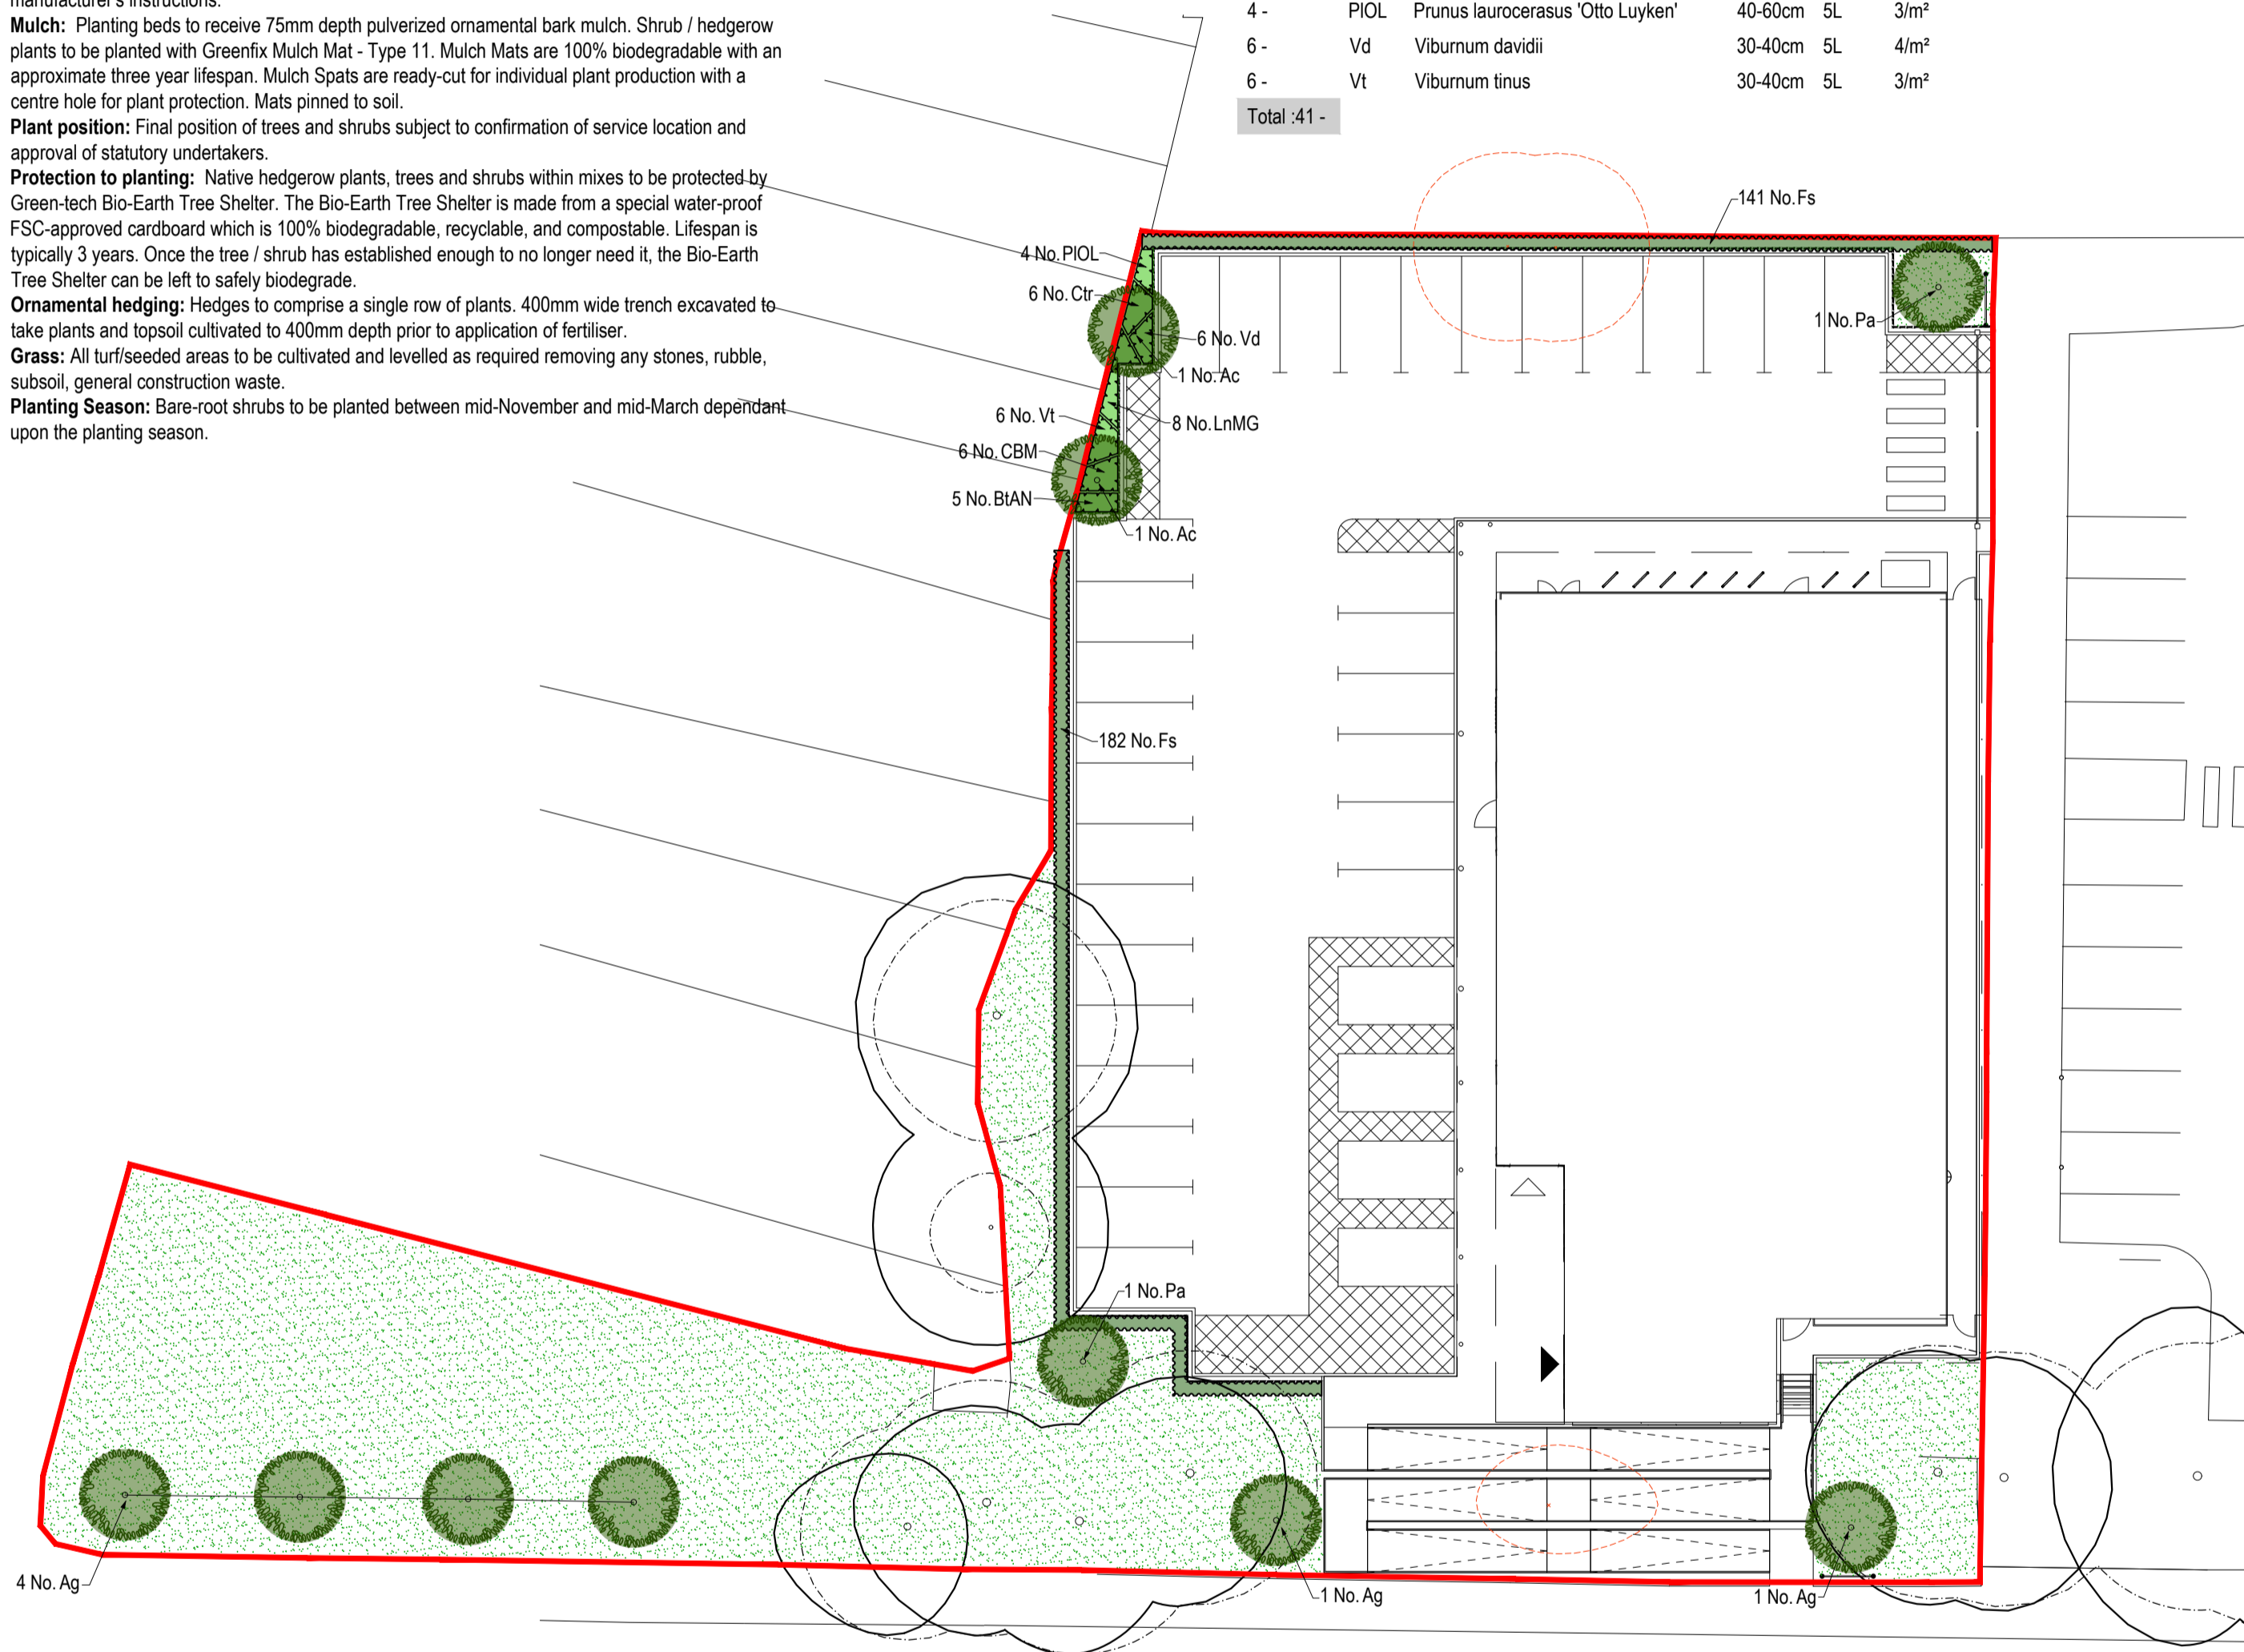 manufacturer's instructions.
Mulch: Planting beds to receive 75mm depth pulverized ornamental bark mulch. Shrub / hedgerow
plants to be planted with Greenfix Mulch Mat - Type 11. Mulch Mats are 100% biodegradable with an
approximate three year lifespan. Mulch Spats are ready-cut for individual plant production with a
centre hole for plant protection. Mats pinned to soil.
Plant position: Final position of trees and shrubs subject to confirmation of service location and
approval of statutory undertakers.
Protection to planting: Native hedgerow plants, trees and shrubs within mixes to be protected by
Green-tech Bio-Earth Tree Shelter. The Bio-Earth Tree Shelter is made from a special water-proof
FSC-approved cardboard which is 100% biodegradable, recyclable, and compostable. Lifespan is
typically 3 years. Once the tree / shrub has established enough to no longer need it, the Bio-Earth
Tree Shelter can be left to safely biodegrade.
Ornamental hedging: Hedges to comprise a single row of plants. 400mm wide trench excavated to
take plants and topsoil cultivated to 400mm depth prior to application of fertiliser.
Grass: All turf/seeded areas to be cultivated and levelled as required removing any stones, rubble,
subsoil, general construction waste.
Planting Season: Bare-root shrubs to be planted between mid-November and mid-March dependant
upon the planting season.
4 - PlOL Prunus laurocerasus 'Otto Luyken' 40-60cm 5L 3/m²
6 - Vd Viburnum davidii 30-40cm 5L 4/m²
6 - Vt Viburnum tinus 30-40cm 5L 3/m²
Total :41 -
141 No. Fs
4 No. PlOL
6 No. Ctr
1 No. Pa
6 No. Vd
1 No. Ac
6 No. Vt
8 No. LnMG
6 No. CBM
5 No. BtAN
1 No. Ac
182 No. Fs
1 No. Pa
4 No. Ag
1 No. Ag
1 No. Ag